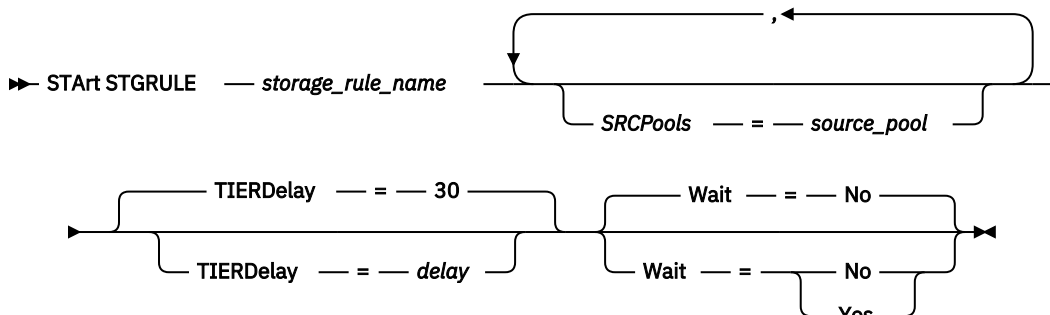 ,
STArt STGRULE storage_rule_name
SRCPools = source_pool
TIERDelay = 30
Wait = No
TIERDelay = delay
Wait = No
Yes